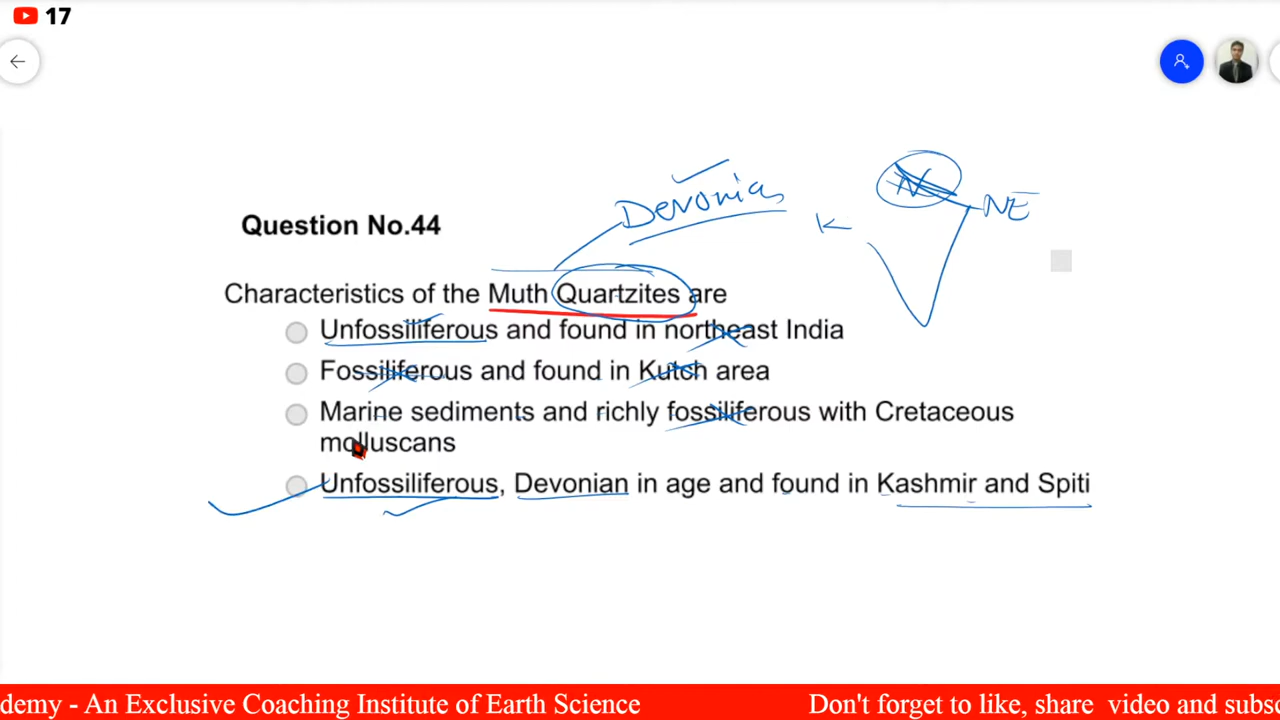 17
Devonian
N
NE
K
Question No.44
Characteristics of the Muth Quartzites are
Unfossiliferous and found in northeast India
Fossiliferous and found in Kutch area
Marine sediments and richly fossiliferous with Cretaceous
molluscans
Unfossiliferous, Devonian in age and found in Kashmir and Spiti
demy - An Exclusive Coaching Institute of Earth Science Don't forget to like, share video and subsc